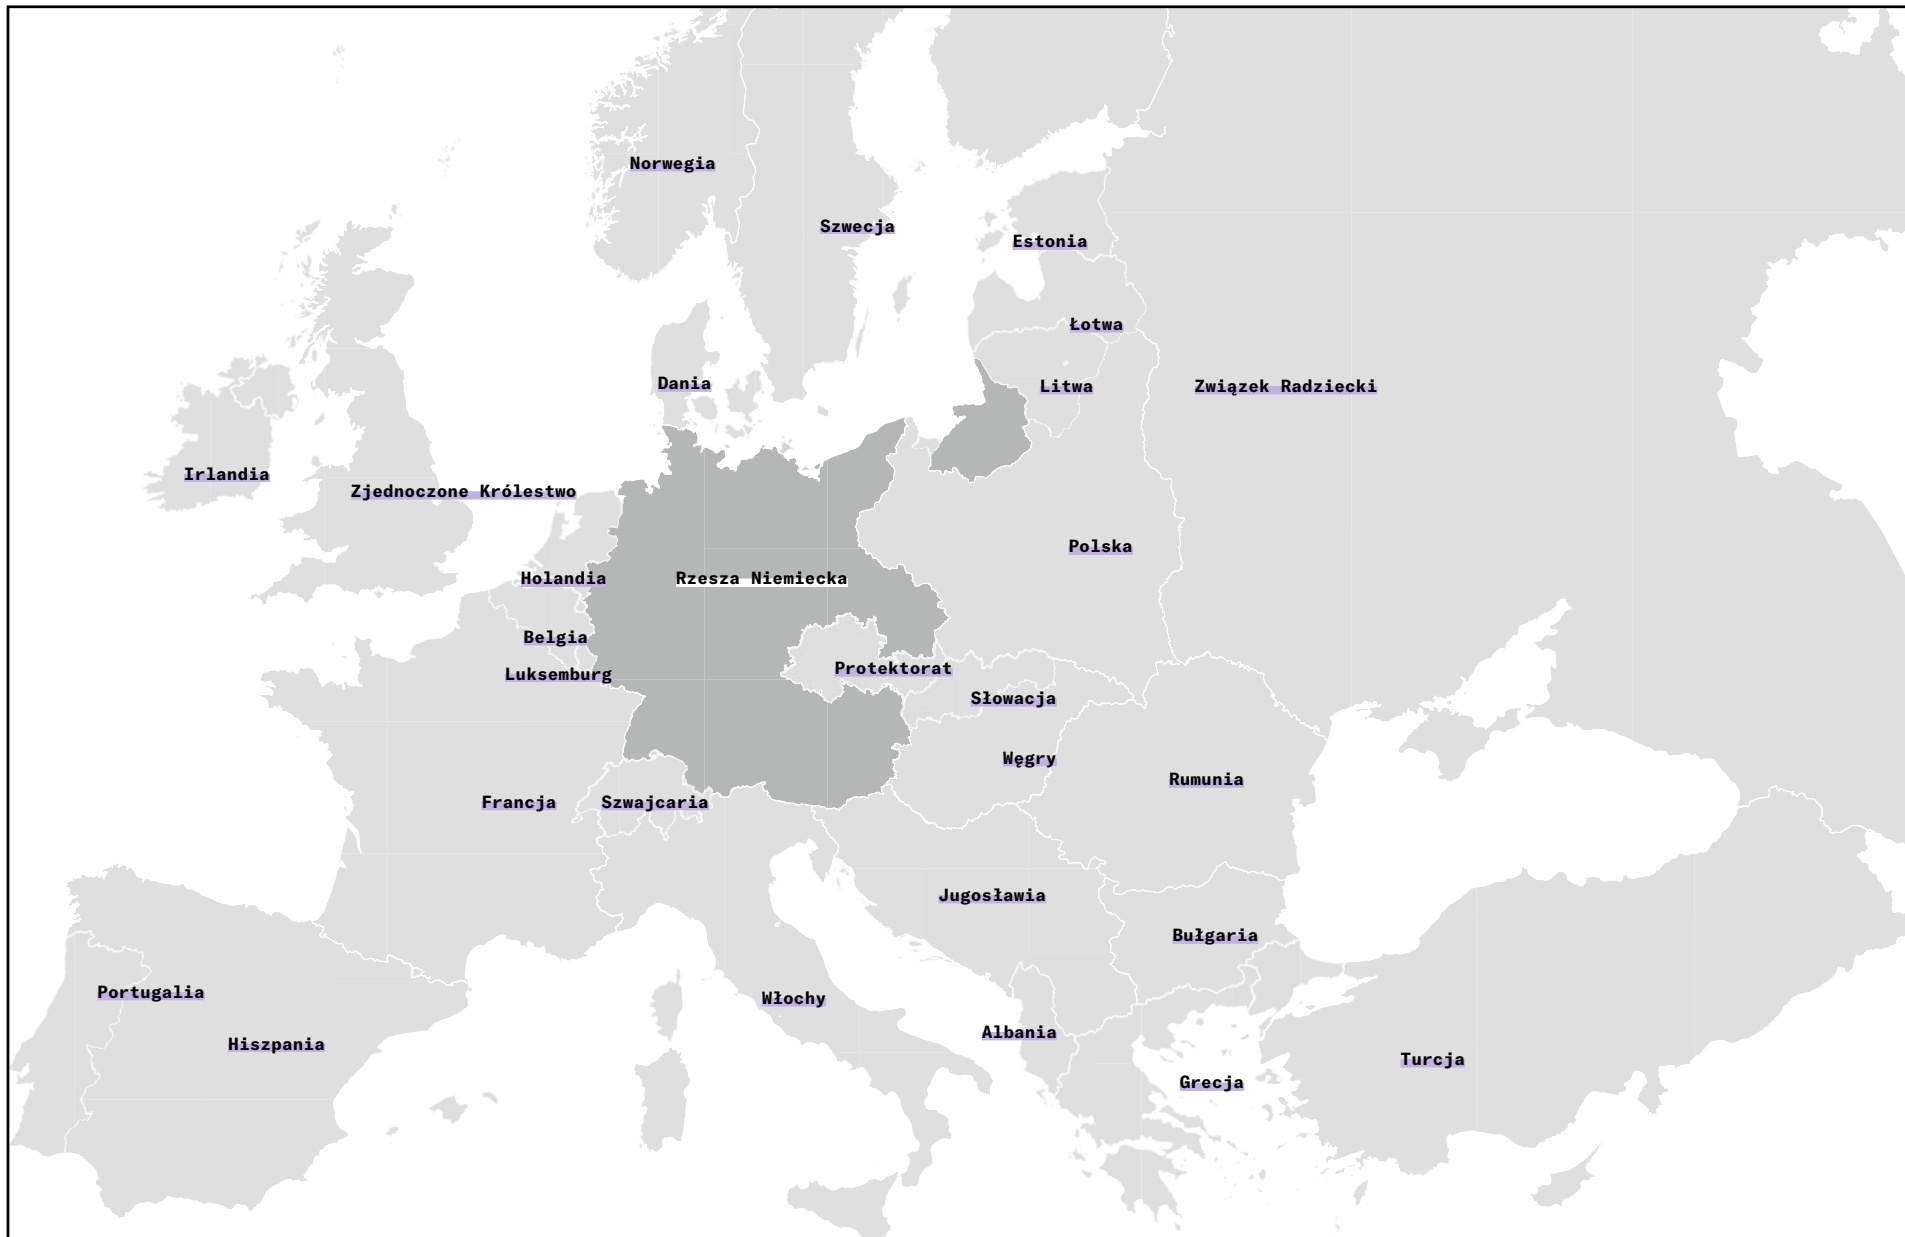 Norwegia
Szwecja
Estonia
Łotwa
Dania
Litwa
Związek Radziecki
Irlandia
Zjednoczone Królestwo
Polska
Holandia
Rzesza Niemiecka
Belgia
Protektorat
Luksemburg
Słowacja
Węgry
Rumunia
Francja
Szwajcaria
Jugosławia
Bułgaria
Portugalia
Włochy
Albania
Hiszpania
Turcja
Grecja